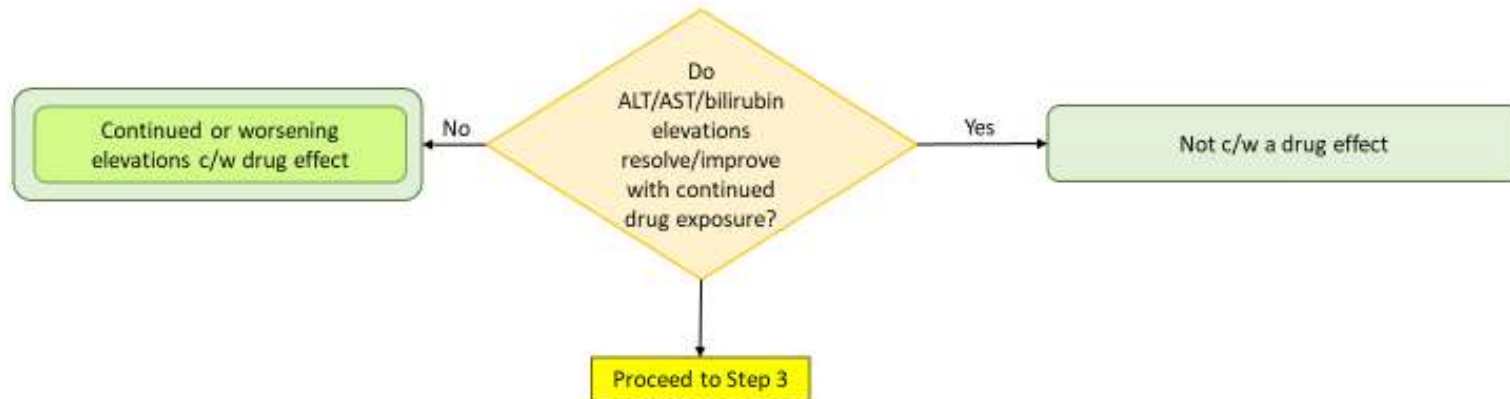 Do
ALT/AST/bilirubin
elevations
resolve/improve
with continued
drug exposure?
No
Continued or worsening
elevations c/w drug effect
Yes
Not c/w a drug effect
Proceed to Step 3